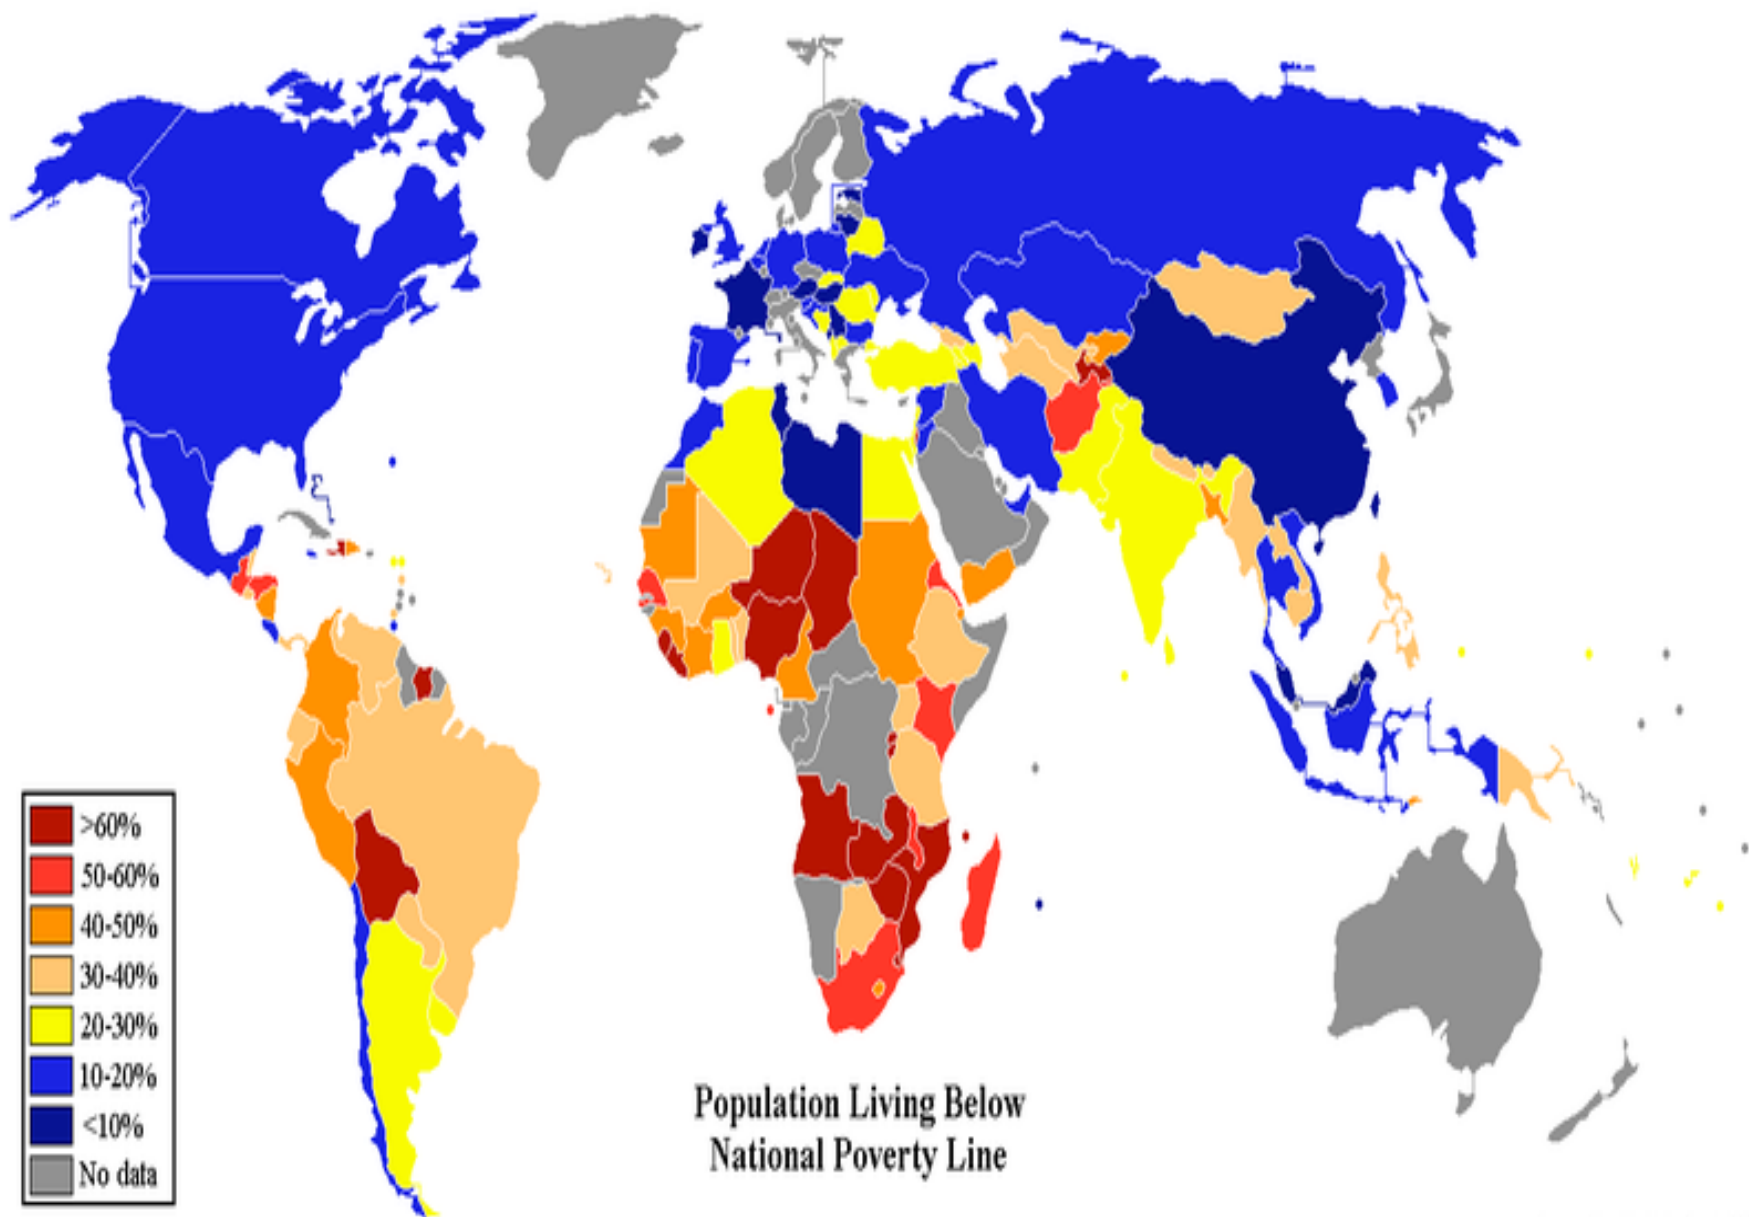 >60%
50-60%
40-50%
30-40%
20-30%
10-20%
<10%
No data
Population Living Below
National Poverty Line